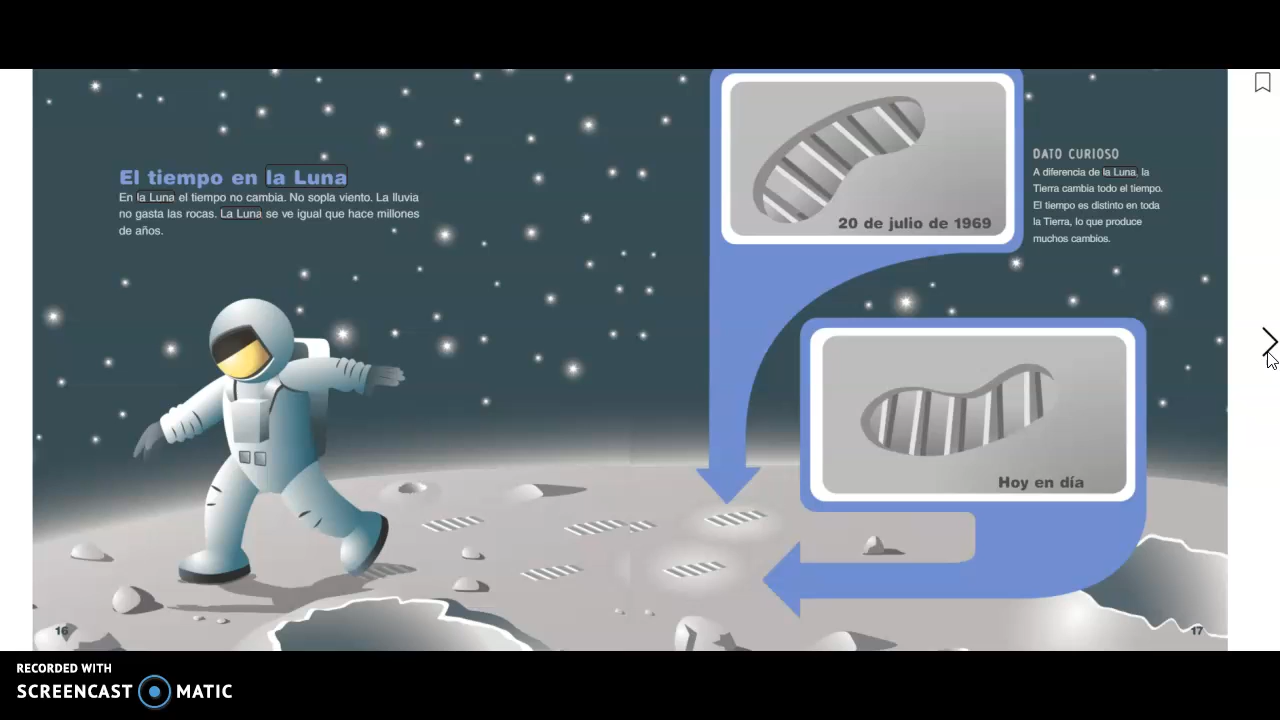 El tiempo en la Luna
En la Luna el tiempo no cambia. No sopla viento. La lluvia
no gasta las rocas. La Luna se ve igual que hace millones
de años.
20 de julio de 1969
DATO CURIOSO
A diferencia de la Luna, la
Tierra cambia todo el tiempo.
El tiempo es distinto en toda
la Tierra, lo que produce
muchos cambios.
Hoy en día
16
17
RECORDED WITH
SCREENCAST MATIC